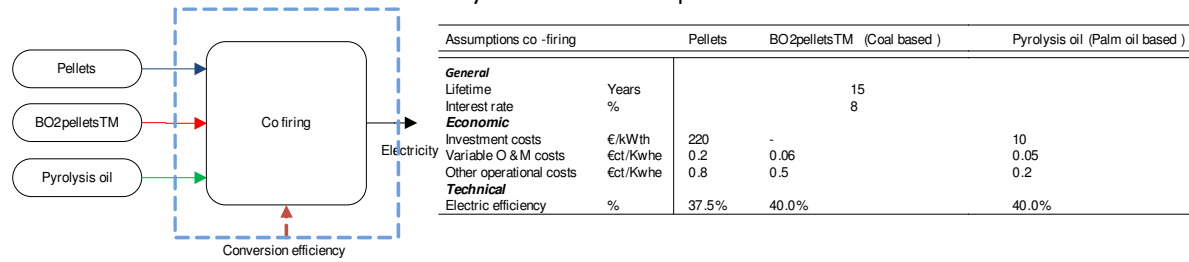 Pellets
BO2pelletsTM
Pyrolysis oil
Co firing
Electricity
Conversion efficiency
Assumptions co -firing Pellets BO2pelletsTM (Coal based ) Pyrolysis oil (Palm oil based )
General
Lifetime Years 15
Interest rate % 8
Economic
Investment costs €/kWth 220 - 10
Variable O & M costs €ct/Kwhe 0.2 0.06 0.05
Other operational costs €ct/Kwhe 0.8 0.5 0.2
Technical
Electric efficiency % 37.5% 40.0% 40.0%